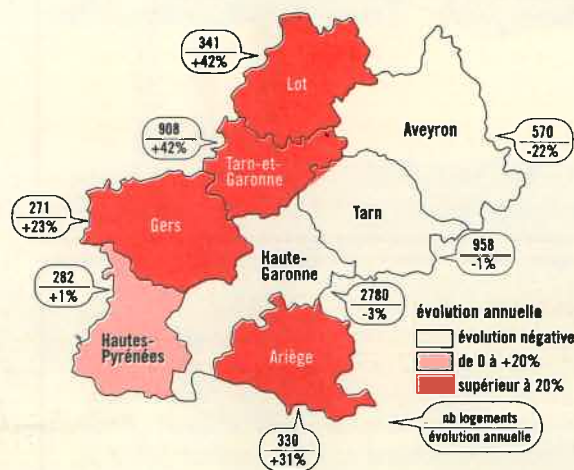 341
+42%
Lot
Aveyron
570
-22%
908
+42%
Tarn-et-
Garonne
Tarn
271
+23%
Gers
958
-1%
Haute-
Garonne
282
+1%
2780
-3%
Hautes-
Pyrénées
Ariège
330
+31%
évolution annuelle
évolution négative
de 0 à +20%
supérieur à 20%
nb logements
évolution annuelle